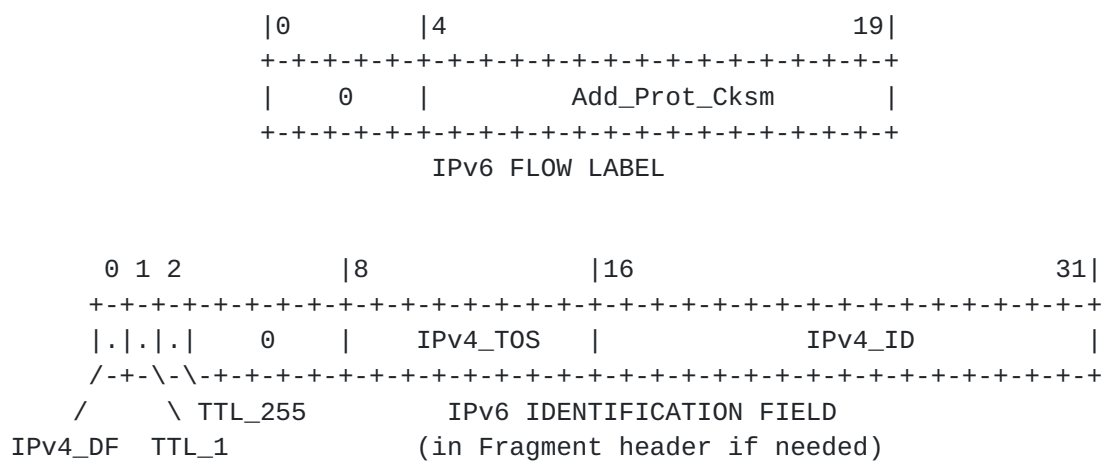 |0        |4                          19|
+-+-+-+-+-+-+-+-+-+-+-+-+-+-+-+-+-+-+-+-+
|    0    |         Add_Prot_Cksm       |
+-+-+-+-+-+-+-+-+-+-+-+-+-+-+-+-+-+-+-+-+
IPv6 FLOW LABEL
0 1 2          |8               |16                           31|
+-+-+-+-+-+-+-+-+-+-+-+-+-+-+-+-+-+-+-+-+-+-+-+-+-+-+-+-+-+-+-+-+
|.|.|.|    0    |    IPv4_TOS    |             IPv4_ID           |
/-+-\-\-+-+-+-+-+-+-+-+-+-+-+-+-+-+-+-+-+-+-+-+-+-+-+-+-+-+-+-+-+
/     \ TTL_255         IPv6 IDENTIFICATION FIELD
IPv4_DF  TTL_1            (in Fragment header if needed)